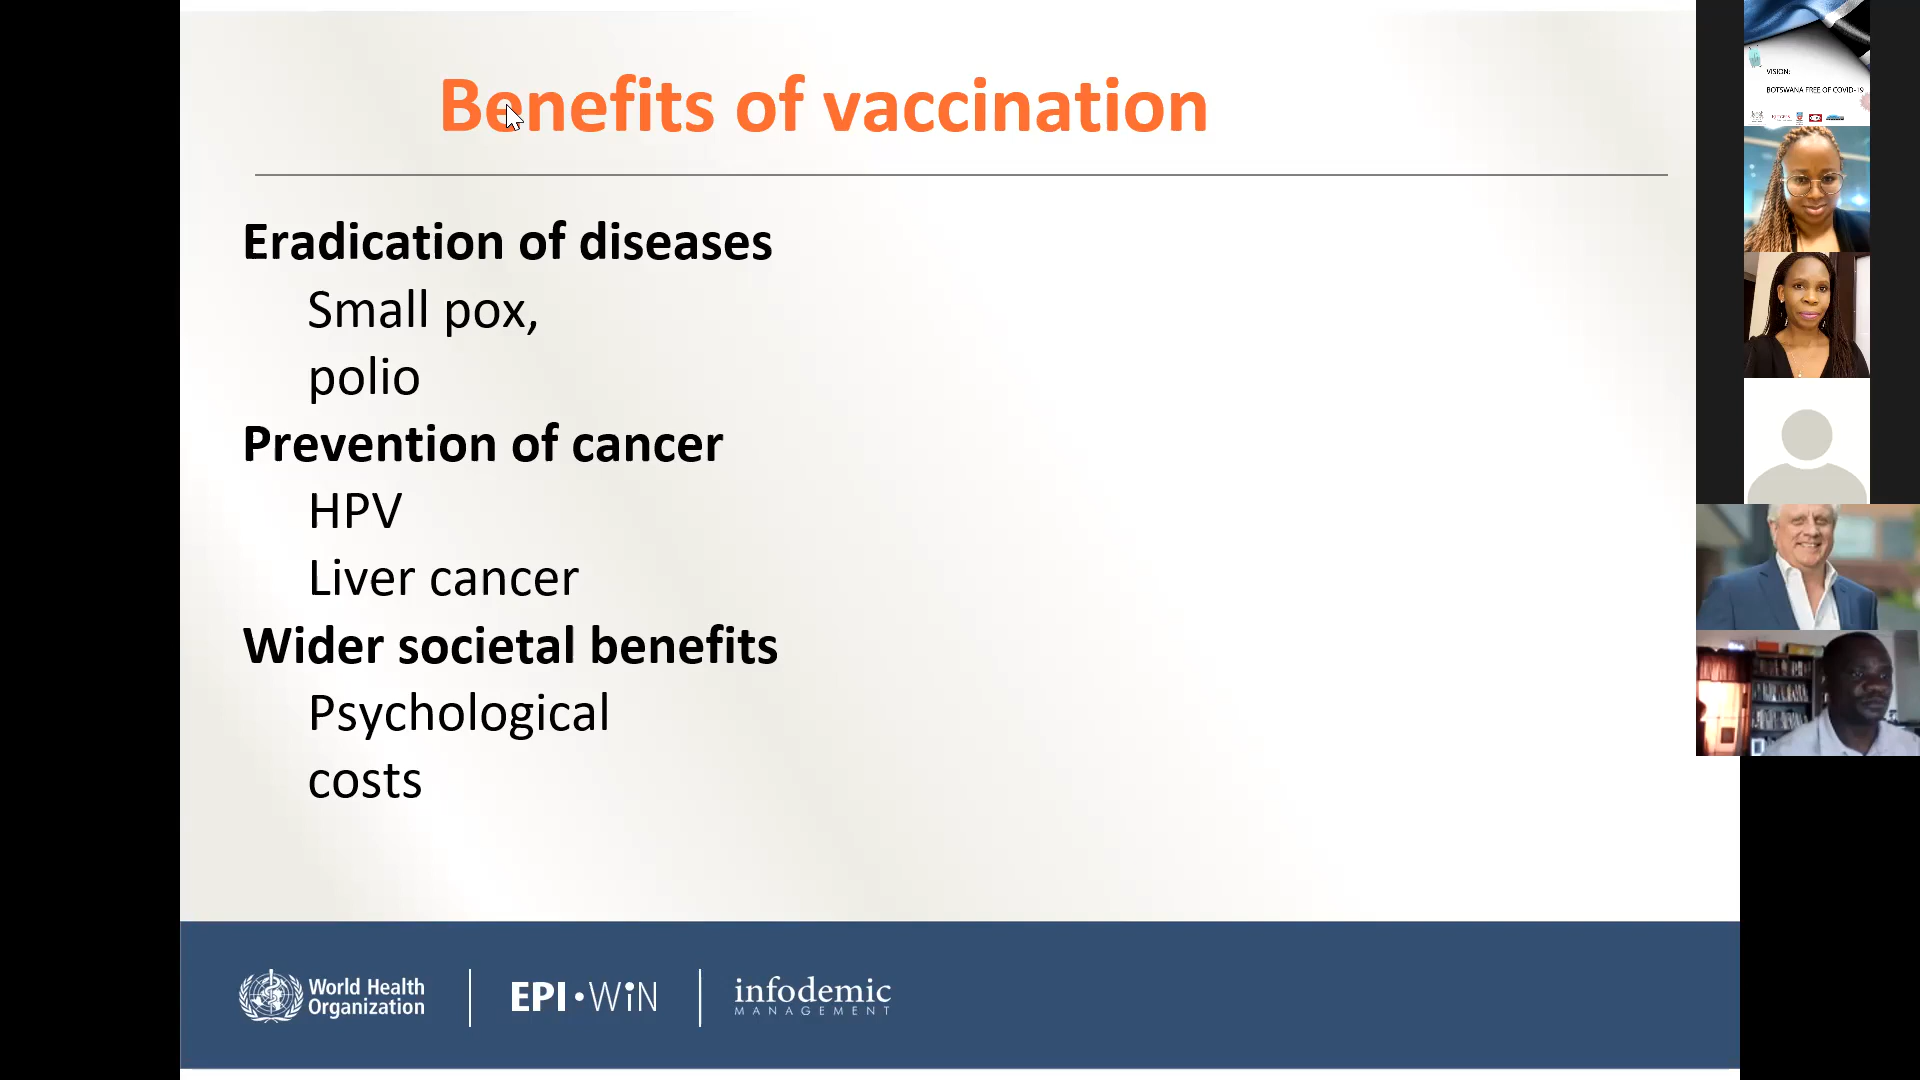 Benefits of vaccination
Eradication of diseases
Small pox,
polio
Prevention of cancer
HPV
Liver cancer
Wider societal benefits
Psychological
costs
World Health
Organization
EPI•WiN
infodemic
MANAGEMENT
VISION:
BOTSWANA FREE OF COVID-19